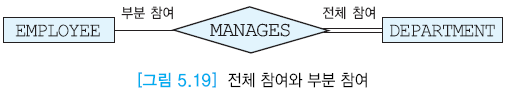 부분 참여
전체 참여
EMPLOYEE
MANAGES
DEPARTMENT
[그림 5.19] 전체 참여와 부분 참여